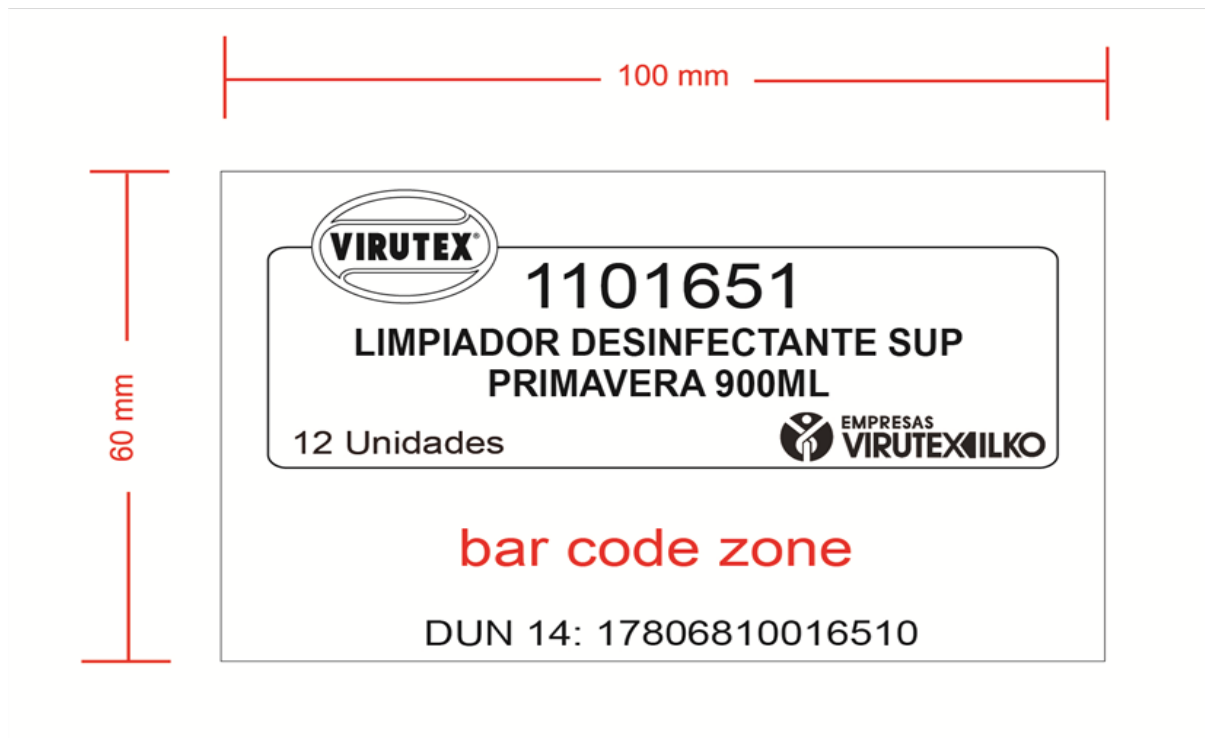 100 mm
60 mm
VIRUTEX®
1101651
LIMPIADOR DESINFECTANTE SUP
PRIMAVERA 900ML
12 Unidades
EMPRESAS
VIRUTEX ILKO
bar code zone
DUN 14: 17806810016510